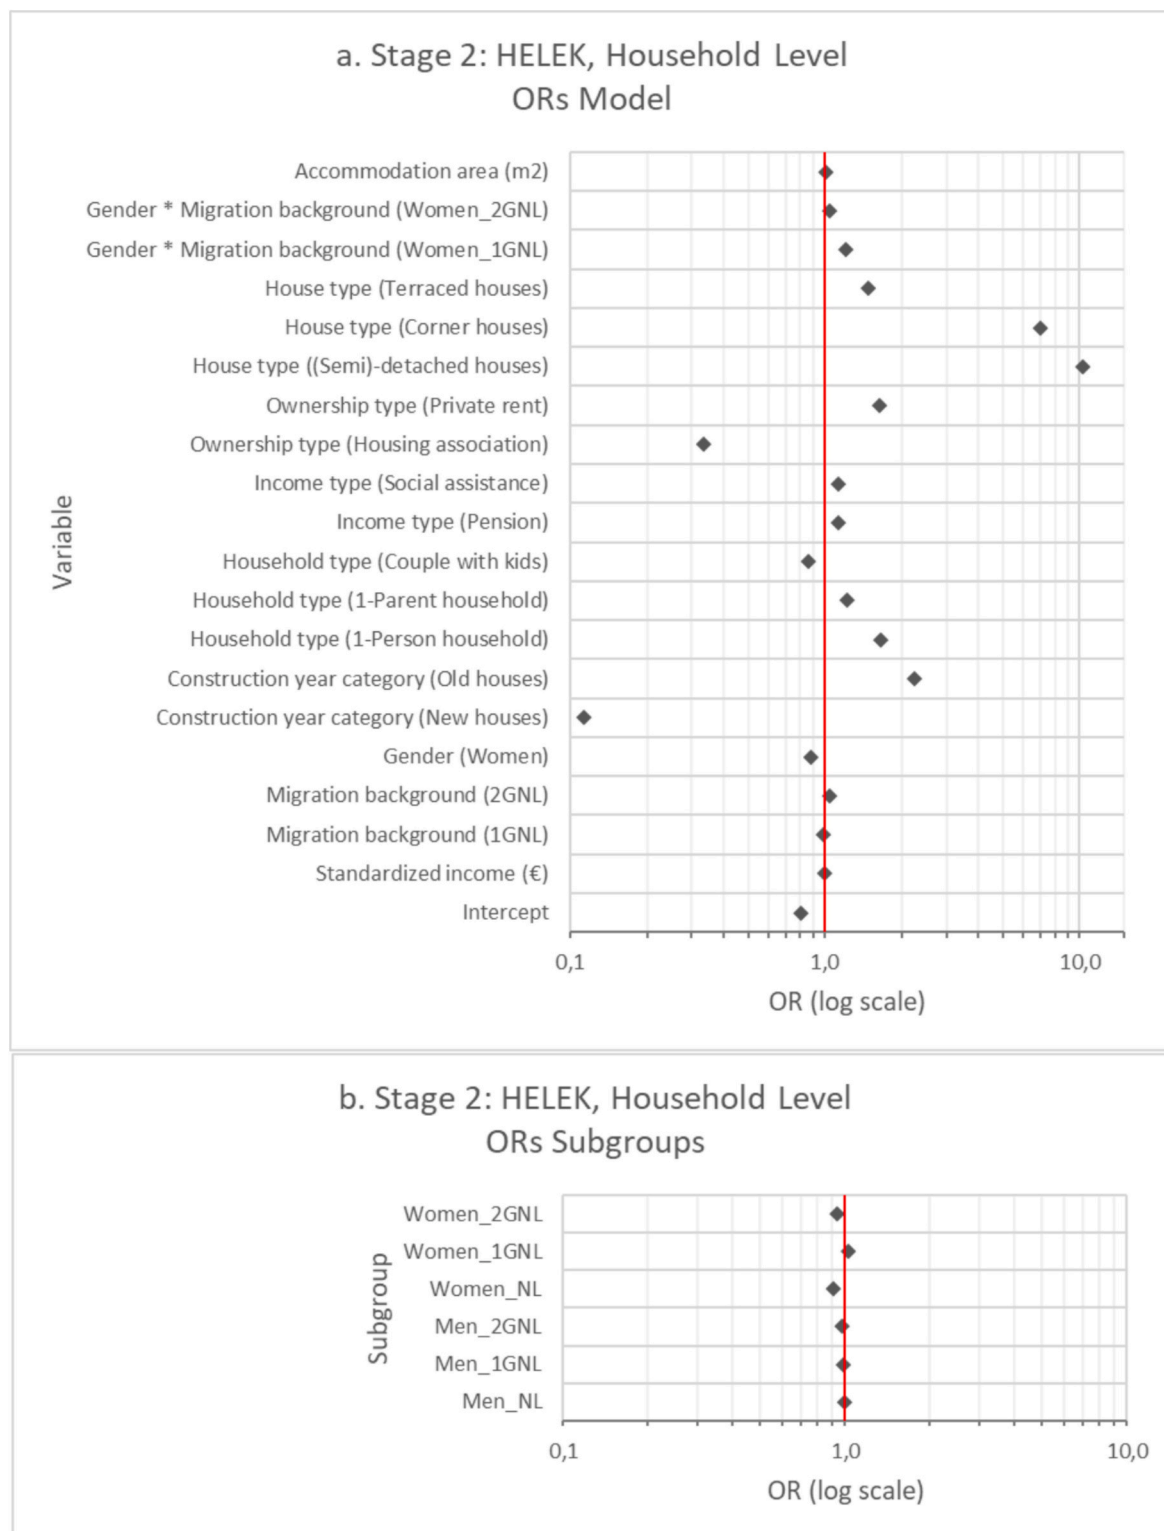 a. Stage 2: HELEK, Household Level
ORs Model
Accommodation area (m2)
Gender * Migration background (Women_2GNL)
Gender * Migration background (Women_1GNL)
House type (Terraced houses)
House type (Corner houses)
House type ((Semi)-detached houses)
Ownership type (Private rent)
Ownership type (Housing association)
Income type (Social assistance)
Income type (Pension)
Household type (Couple with kids)
Household type (1-Parent household)
Household type (1-Person household)
Construction year category (Old houses)
Construction year category (New houses)
Gender (Women)
Migration background (2GNL)
Migration background (1GNL)
Standardized income (€)
Intercept
Variable
0,1 1,0 10,0
OR (log scale)
b. Stage 2: HELEK, Household Level
ORs Subgroups
Women_2GNL
Women_1GNL
Women_NL
Men_2GNL
Men_1GNL
Men_NL
Subgroup
0,1 1,0 10,0
OR (log scale)